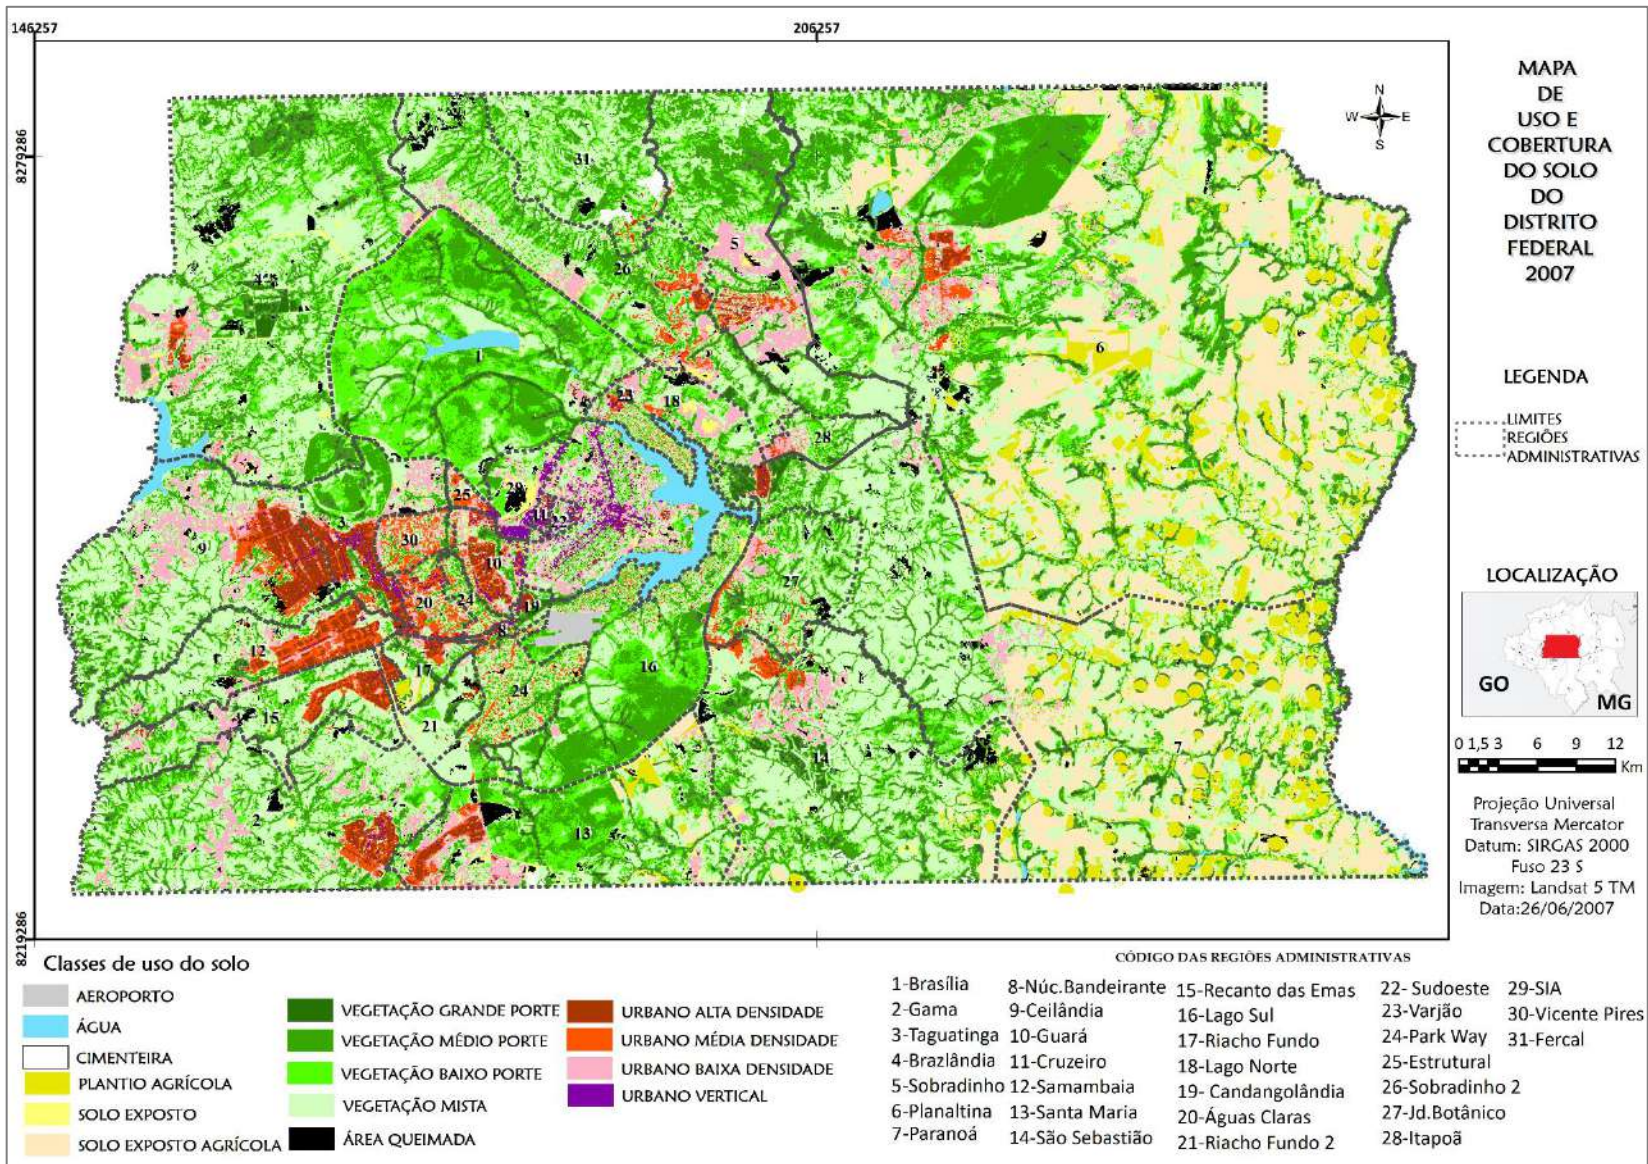 146257
206257
8279286
8219286
N
W E
S
MAPA
DE
USO E
COBERTURA
DO SOLO
DO
DISTRITO
FEDERAL
2007
LEGENDA
LIMITES
REGIÕES
ADMINISTRATIVAS
LOCALIZAÇÃO
GO
MG
0 1,5 3 6 9 12
Km
Projeção Universal
Transversa Mercator
Datum: SIRGAS 2000
Fuso 23 S
Imagem: Landsat 5 TM
Data:26/06/2007
31
5
26
1
6
23
18
28
29
25
11
22
3
30
9
10
27
20
24
19
8
12
17
16
24
15
21
14
7
2
13
Classes de uso do solo
AEROPORTO
ÁGUA
CIMENTEIRA
PLANTIO AGRÍCOLA
SOLO EXPOSTO
SOLO EXPOSTO AGRÍCOLA
VEGETAÇÃO GRANDE PORTE
VEGETAÇÃO MÉDIO PORTE
VEGETAÇÃO BAIXO PORTE
VEGETAÇÃO MISTA
ÁREA QUEIMADA
URBANO ALTA DENSIDADE
URBANO MÉDIA DENSIDADE
URBANO BAIXA DENSIDADE
URBANO VERTICAL
CÓDIGO DAS REGIÕES ADMINISTRATIVAS
1-Brasília
2-Gama
3-Taguatinga
4-Brazlândia
5-Sobradinho
6-Planaltina
7-Paranoá
8-Núc.Bandeirante
9-Ceilândia
10-Guará
11-Cruzeiro
12-Samambaia
13-Santa Maria
14-São Sebastião
15-Recanto das Emas
16-Lago Sul
17-Riacho Fundo
18-Lago Norte
19- Candangolândia
20-Águas Claras
21-Riacho Fundo 2
22- Sudoeste
23-Varjão
24-Park Way
25-Estrutural
26-Sobradinho 2
27-Jd.Botânico
28-Itapoã
29-SIA
30-Vicente Pires
31-Fercal